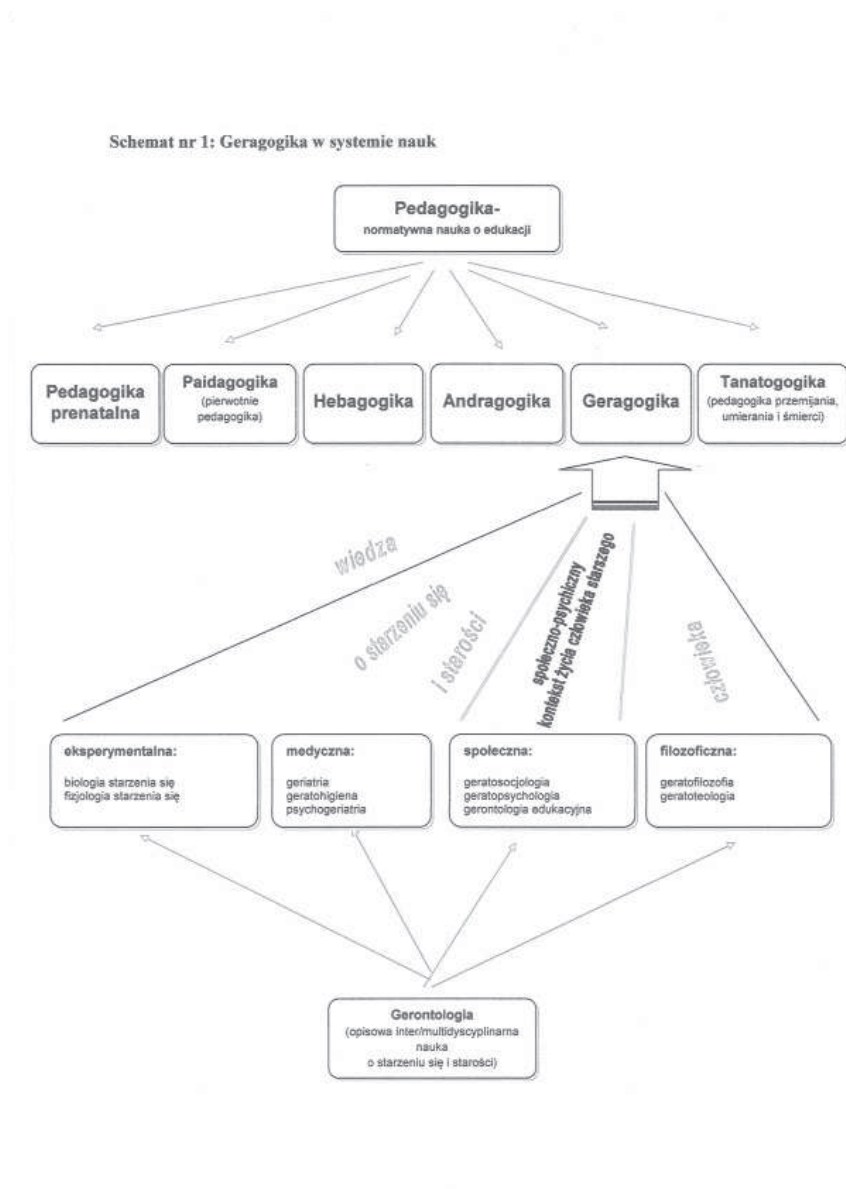 Schemat nr 1: Geragogika w systemie nauk
Pedagogika-
normatywna nauka o edukacji
Pedagogika
prenatalna
Paidagogika
(pierwotnie
pedagogika)
Hebagogika
Andragogika
Geragogika
Tanatogogika
(pedagogika przemijania,
umierania i śmierci)
wiedza
o starzeniu się
i starości
społeczno-psychiczny
kontekst życia człowieka starszego
człowieka
eksperymentalna:
biologia starzenia się
fizjologia starzenia się
medyczna:
geriatria
geratohigiena
psychogeriatria
społeczna:
geratosocjologia
geratopsychologia
gerontologia edukacyjna
filozoficzna:
geratofilozofia
geratoteologia
Gerontologia
(opisowa inter/multidyscyplinarna
nauka
o starzeniu się i starości)